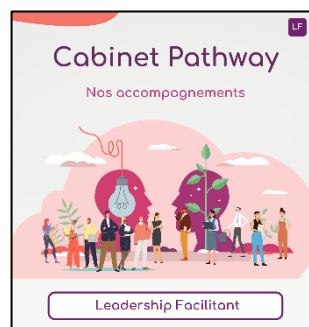 LF
Cabinet Pathway
Nos accompagnements
Leadership Facilitant